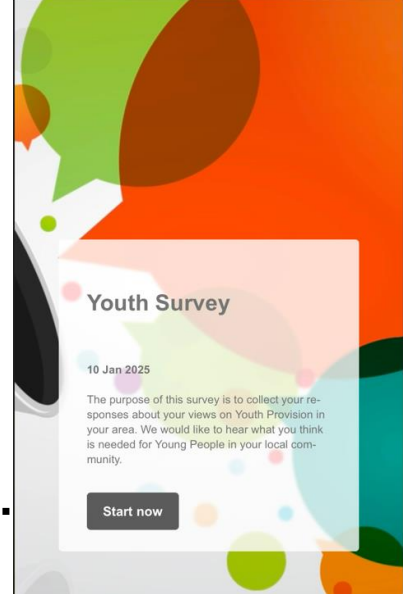 Youth Survey
10 Jan 2025
The purpose of this survey is to collect your re-
sponses about your views on Youth Provision in
your area. We would like to hear what you think
is needed for Young People in your local com-
munity.
Start now